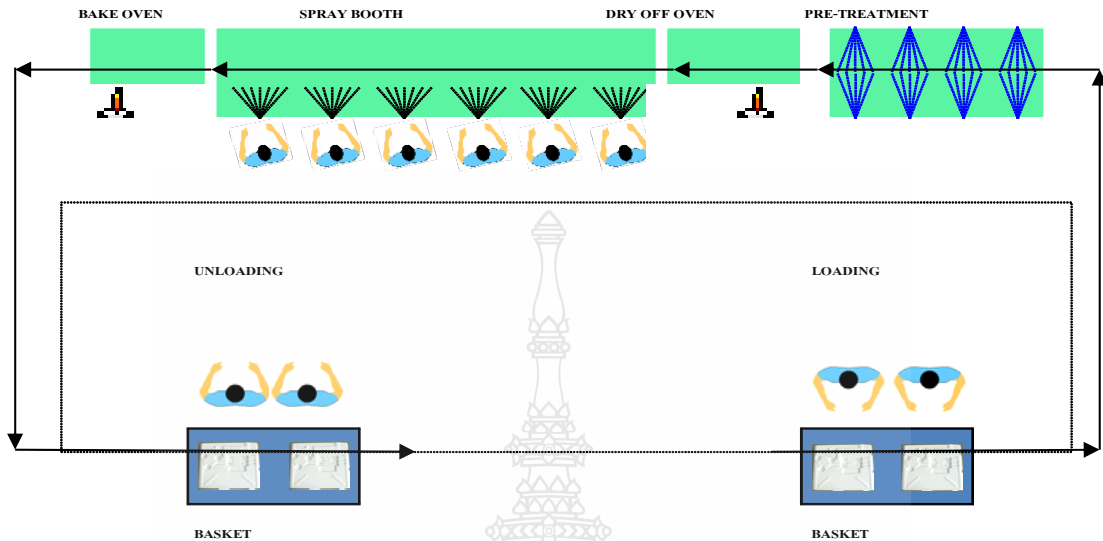 BAKE OVEN
SPRAY BOOTH
DRY OFF OVEN
PRE-TREATMENT
UNLOADING
LOADING
BASKET
BASKET